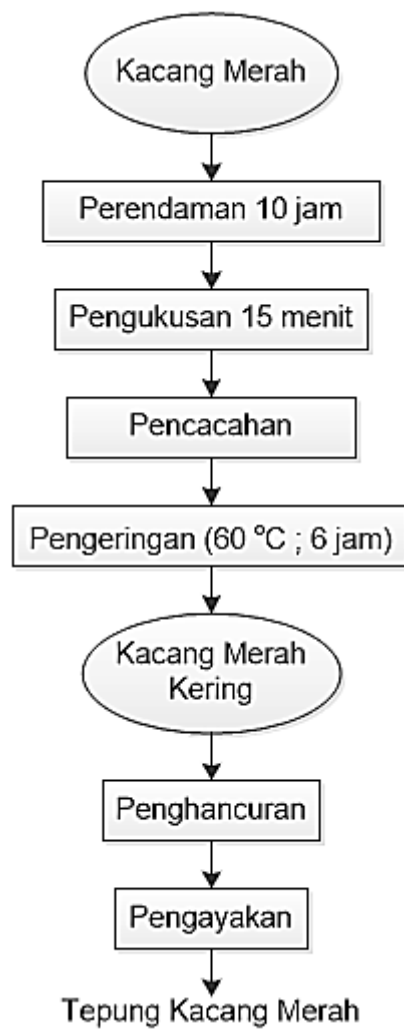 Kacang Merah
Perendaman 10 jam
Pengukusan 15 menit
Pencacahan
Pengeringan (60 °C ; 6 jam)
Kacang Merah
Kering
Penghancuran
Pengayakan
Tepung Kacang Merah